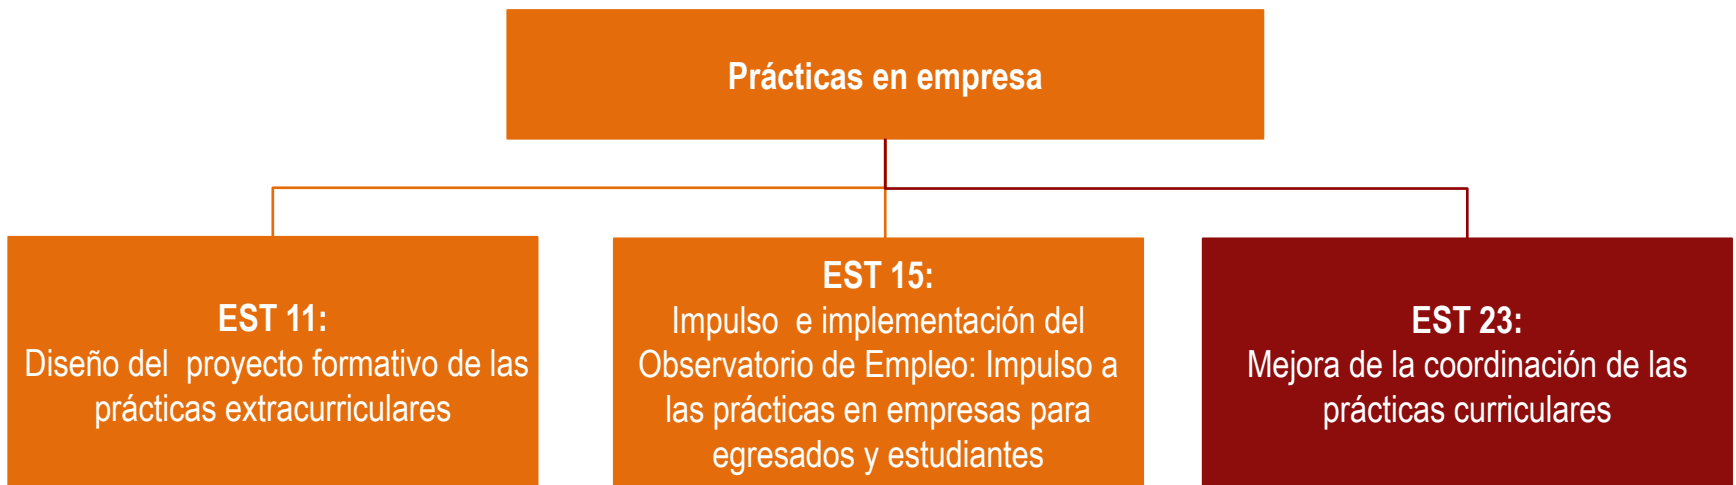 Prácticas en empresa
EST 11:
Diseño del  proyecto formativo de las
prácticas extracurriculares
EST 15:
Impulso  e implementación del
Observatorio de Empleo: Impulso a
las prácticas en empresas para
egresados y estudiantes
EST 23:
Mejora de la coordinación de las
prácticas curriculares